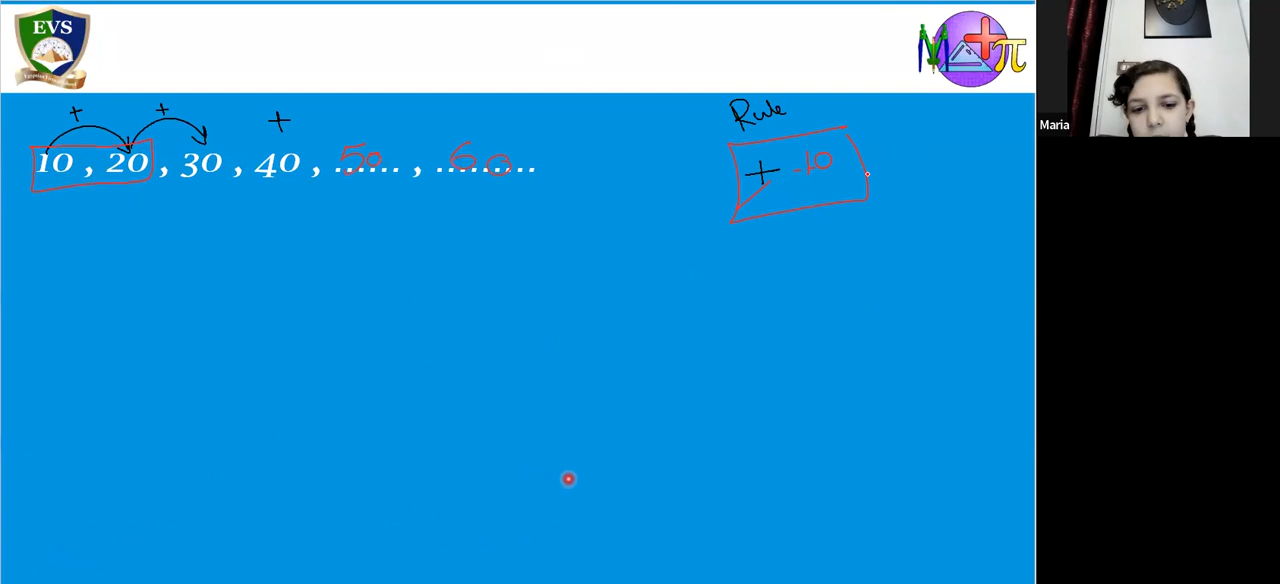 EVS
M+π
+ + +
Rule
10 , 20 , 30 , 40 , 50 , 60
+ 10
Maria